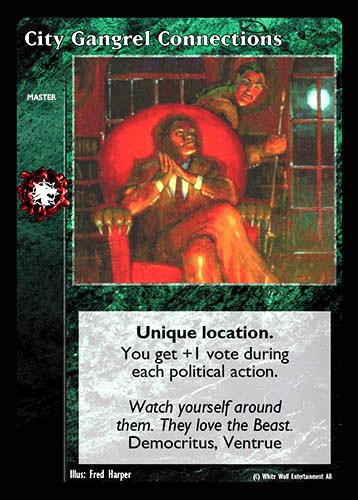 City Gangrel Connections
MASTER
Unique location.
You get +1 vote during
each political action.
Watch yourself around
them. They love the Beast.
Democritus, Ventrue
Illus: Fred Harper
(C) White Wolf Entertainment AB